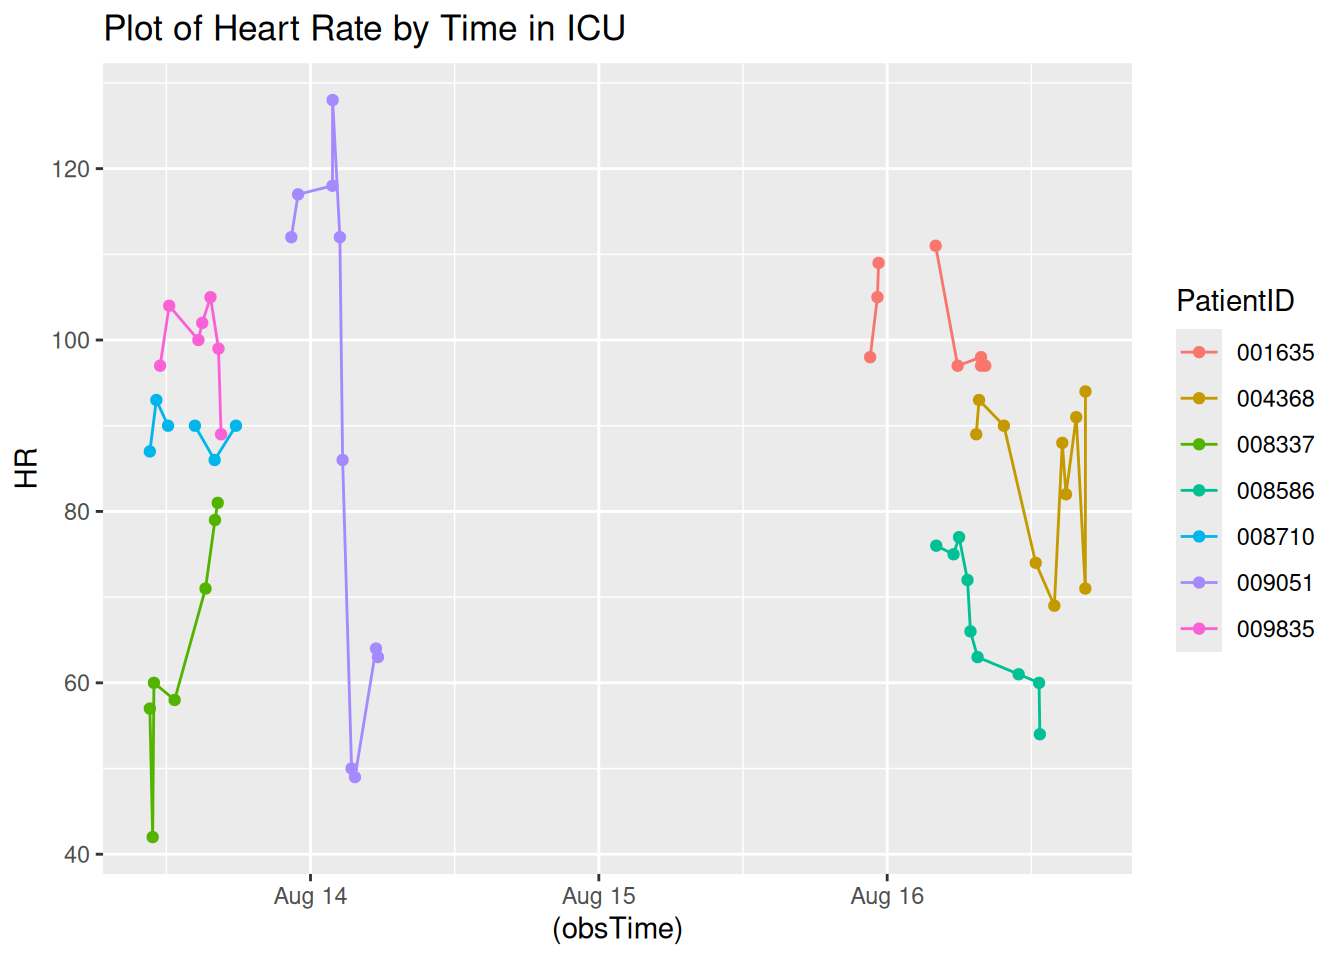 Plot of Heart Rate by Time in ICU
HR
120
100
80
60
40
Aug 14
Aug 15
Aug 16
(obsTime)
PatientID
001635
004368
008337
008586
008710
009051
009835